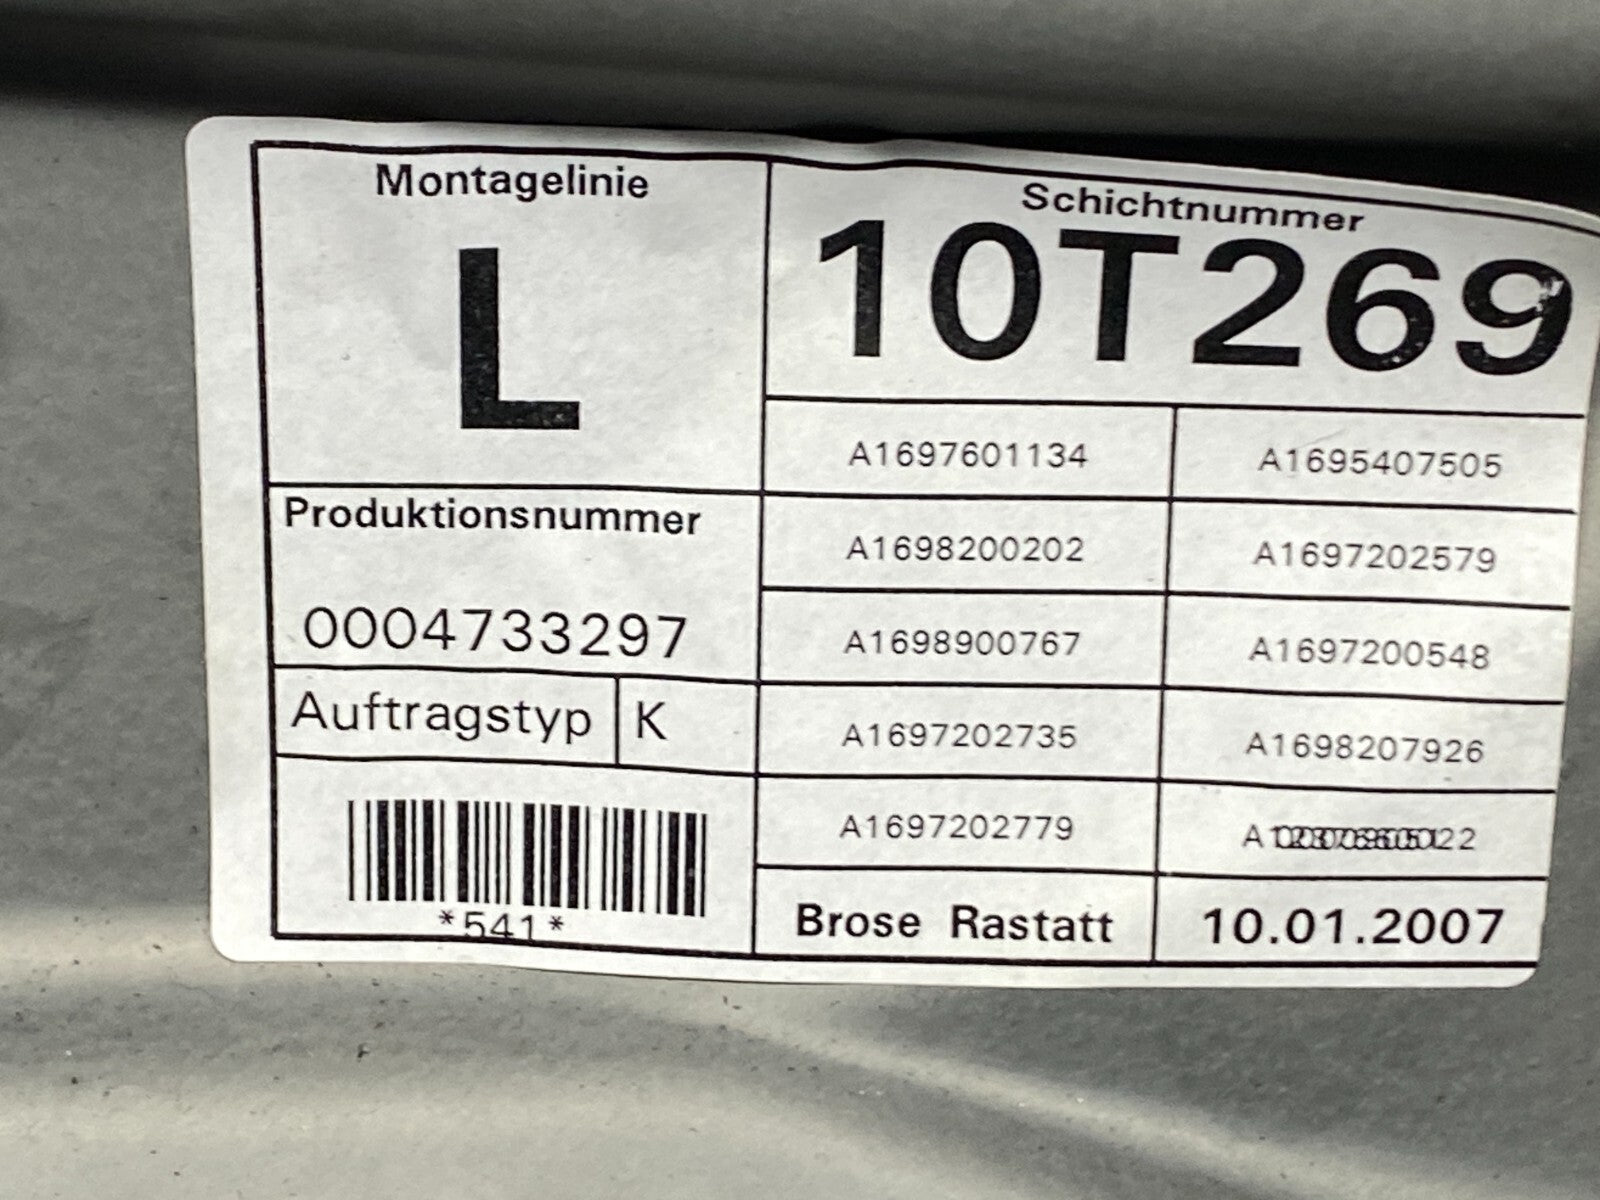 Montagelinie
L
Schichtnummer
10T269
A1697601134
A1695407505
A1698200202
A1697202579
A1698900767
A1697200548
A1697202735
A1698207926
A1697202779
Produktionsnummer
0004733297
Auftragstyp K
*541*
Brose Rastatt
10.01.2007